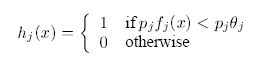 h_j(x) = { 1 if p_j f_j(x) < p_j θ_j
0 otherwise